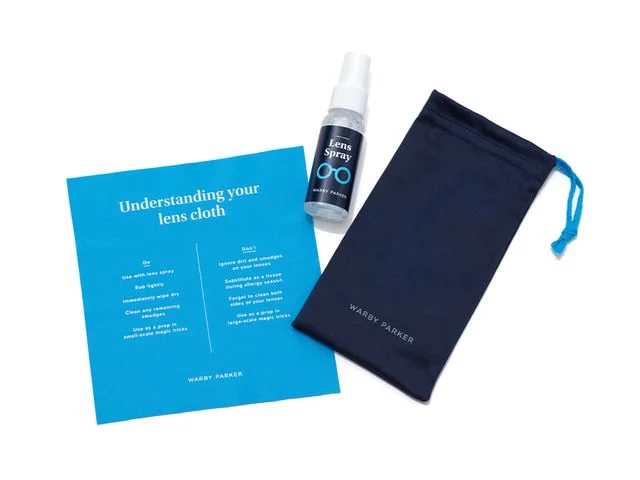 Understanding your
lens cloth
Do
Use with lens spray
Rub lightly
Immediately wipe dry
Clean any remaining
smudges
Use as a prop in
small-scale magic tricks
Don't
Ignore dirt and smudges
on your lenses
Substitute as a tissue
during allergy season
Forget to clean both
sides of your lenses
Use as a prop in
large-scale magic tricks
WARBY PARKER
Lens
Spray
WARBY PARKER
WARBY PARKER